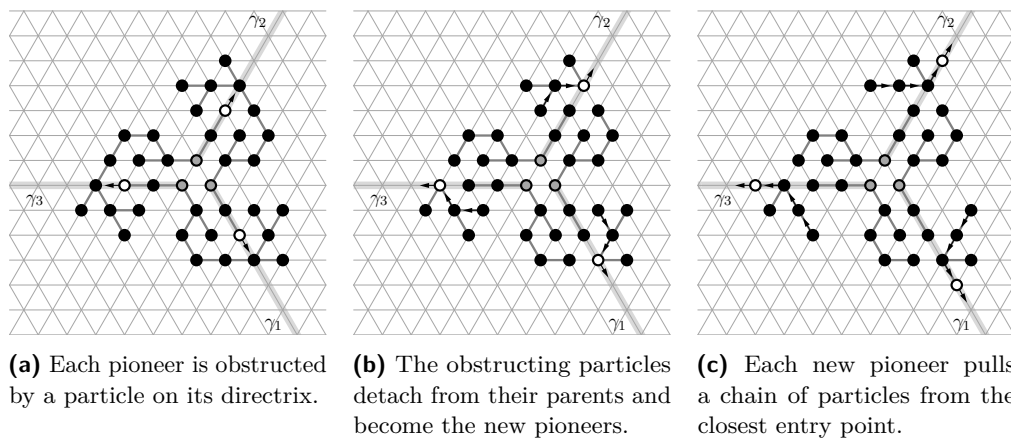 γ₂
γ₃
γ₁
γ₂
γ₃
γ₁
γ₂
γ₃
γ₁
(a) Each pioneer is obstructed
by a particle on its directrix.
(b) The obstructing particles
detach from their parents and
become the new pioneers.
(c) Each new pioneer pulls
a chain of particles from the
closest entry point.